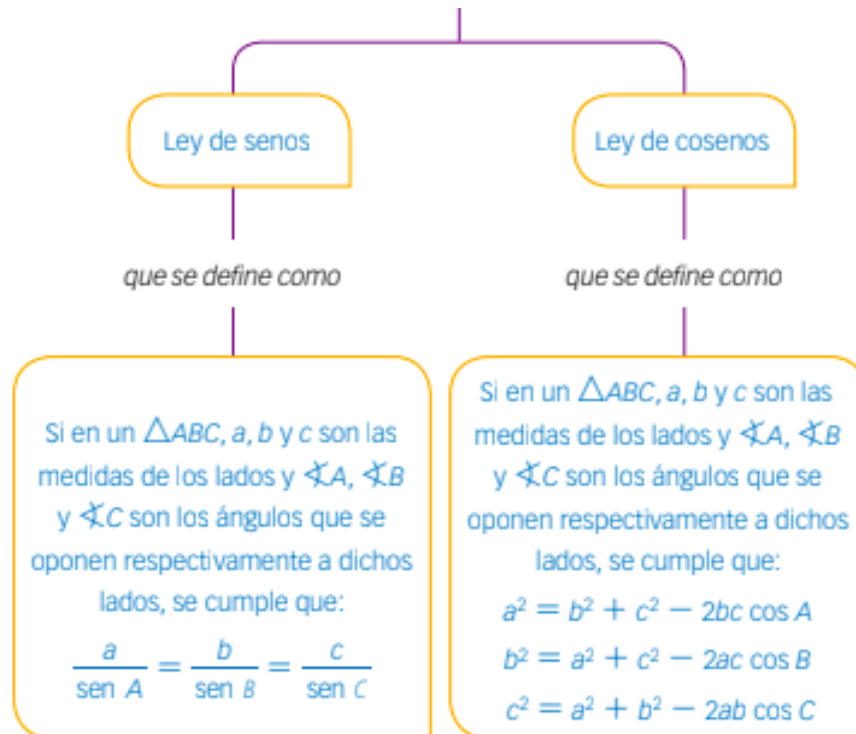 Ley de senos
que se define como
Si en un △ABC, a, b y c son las
medidas de los lados y ∢A, ∢B
y ∢C son los ángulos que se
oponen respectivamente a dichos
lados, se cumple que:
a/sen A = b/sen B = c/sen C
Ley de cosenos
que se define como
Si en un △ABC, a, b y c son las
medidas de los lados y ∢A, ∢B
y ∢C son los ángulos que se
oponen respectivamente a dichos
lados, se cumple que:
a² = b² + c² − 2bc cos A
b² = a² + c² − 2ac cos B
c² = a² + b² − 2ab cos C